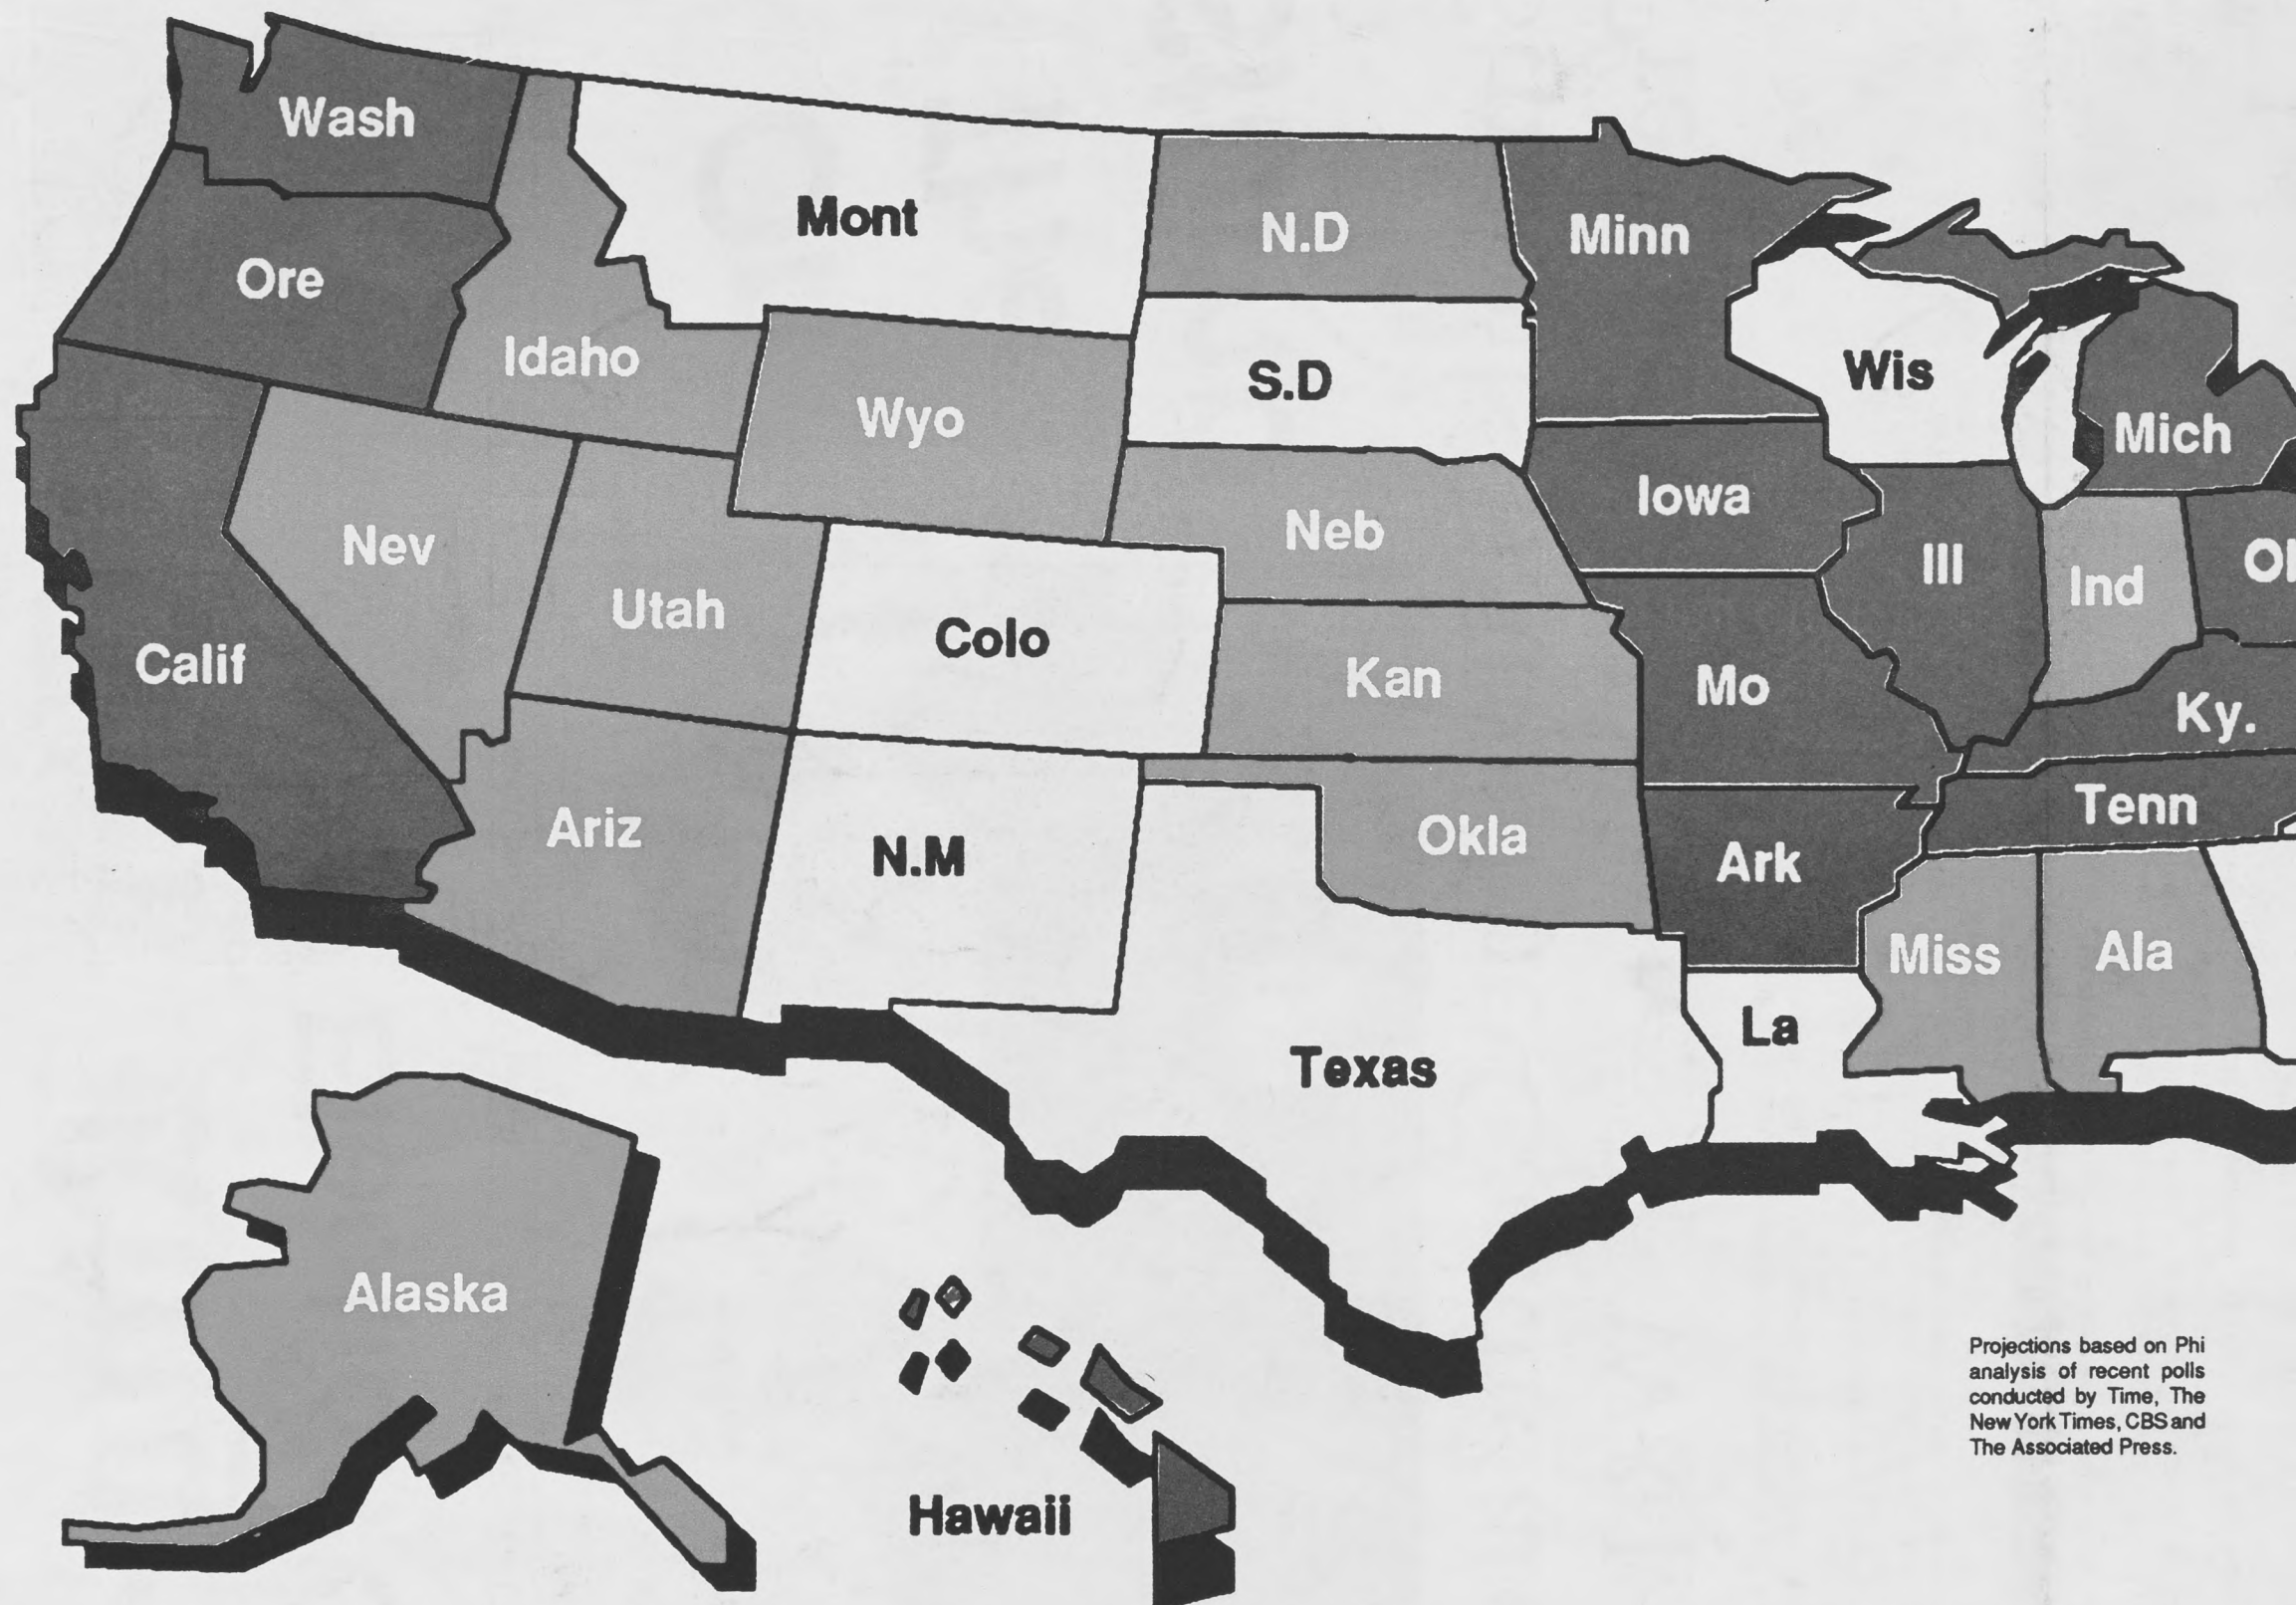 Wash
Mont
N.D
Minn
Ore
Idaho
S.D
Wis
Wyo
Mich
Iowa
Neb
Nev
Ill
Ind
Utah
Colo
Calif
Kan
Mo
Ky.
Tenn
Ariz
N.M
Okla
Ark
Miss
Ala
La
Texas
Alaska
Hawaii
Projections based on Phi
analysis of recent polls
conducted by Time, The
New York Times, CBS and
The Associated Press.